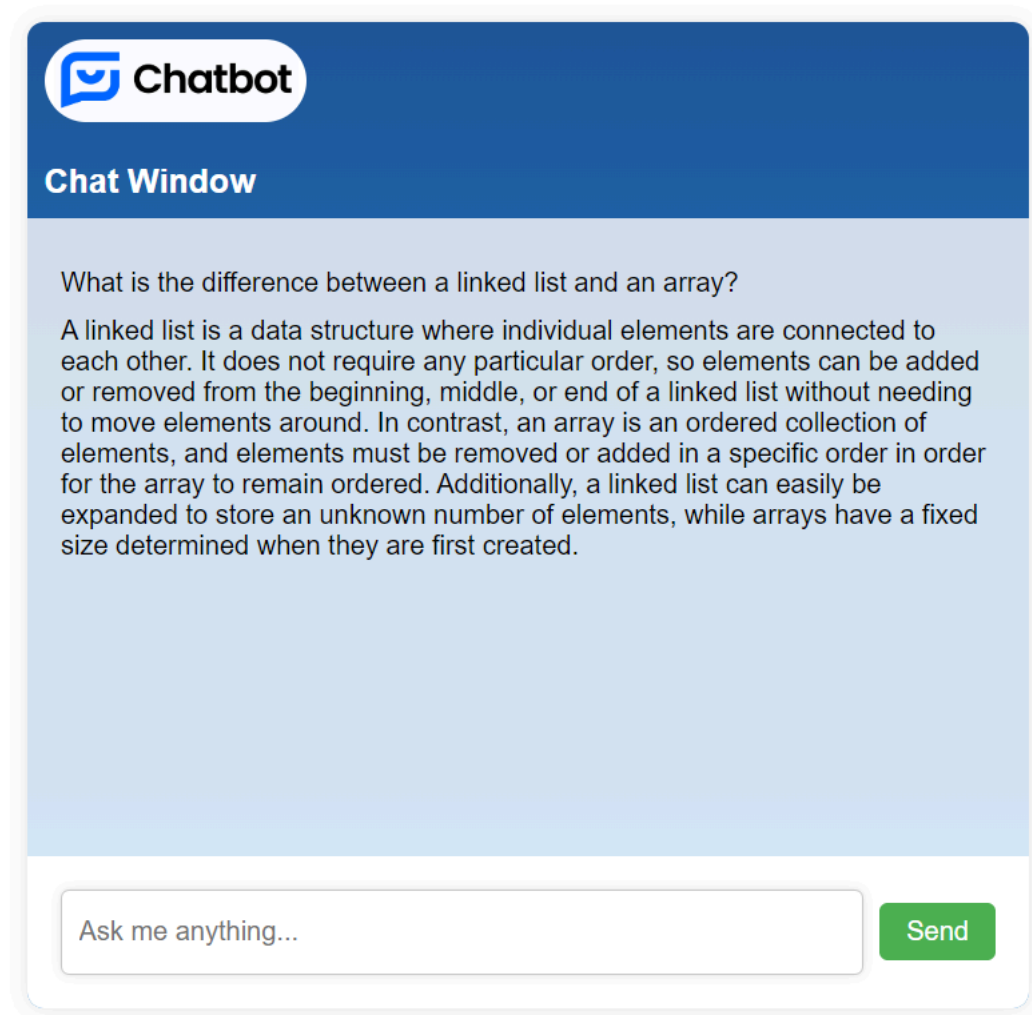 Chatbot
Chat Window
What is the difference between a linked list and an array?
A linked list is a data structure where individual elements are connected to
each other. It does not require any particular order, so elements can be added
or removed from the beginning, middle, or end of a linked list without needing
to move elements around. In contrast, an array is an ordered collection of
elements, and elements must be removed or added in a specific order in order
for the array to remain ordered. Additionally, a linked list can easily be
expanded to store an unknown number of elements, while arrays have a fixed
size determined when they are first created.
Ask me anything...
Send